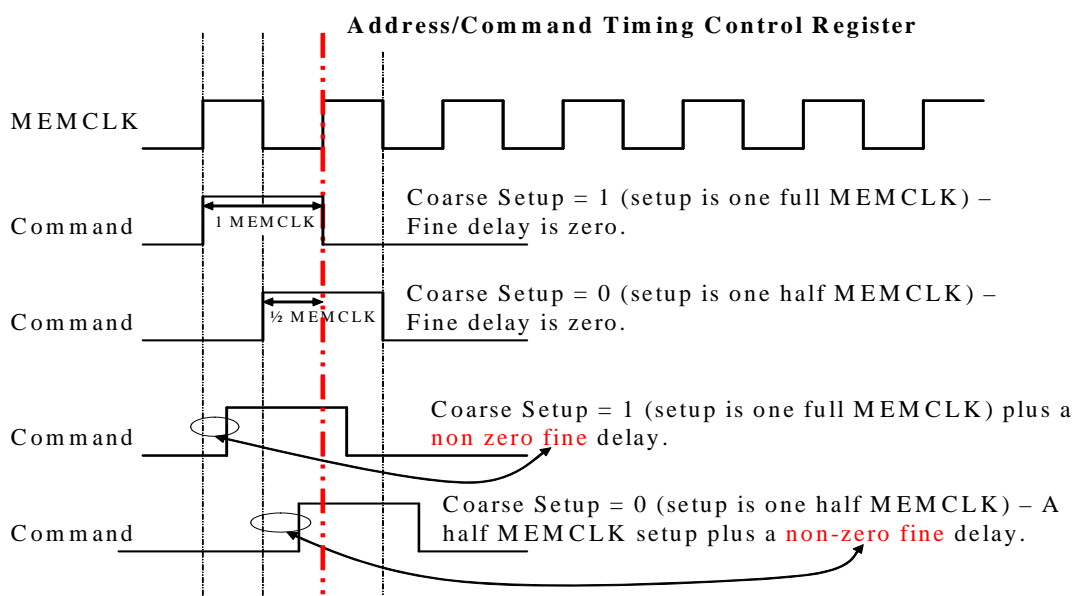 Address/Command Timing Control Register
MEMCLK
Command
1 MEMCLK
Coarse Setup = 1 (setup is one full MEMCLK) –
Fine delay is zero.
Command
½ MEMCLK
Coarse Setup = 0 (setup is one half MEMCLK) –
Fine delay is zero.
Command
Coarse Setup = 1 (setup is one full MEMCLK) plus a
non zero fine delay.
Command
Coarse Setup = 0 (setup is one half MEMCLK) – A
half MEMCLK setup plus a non-zero fine delay.